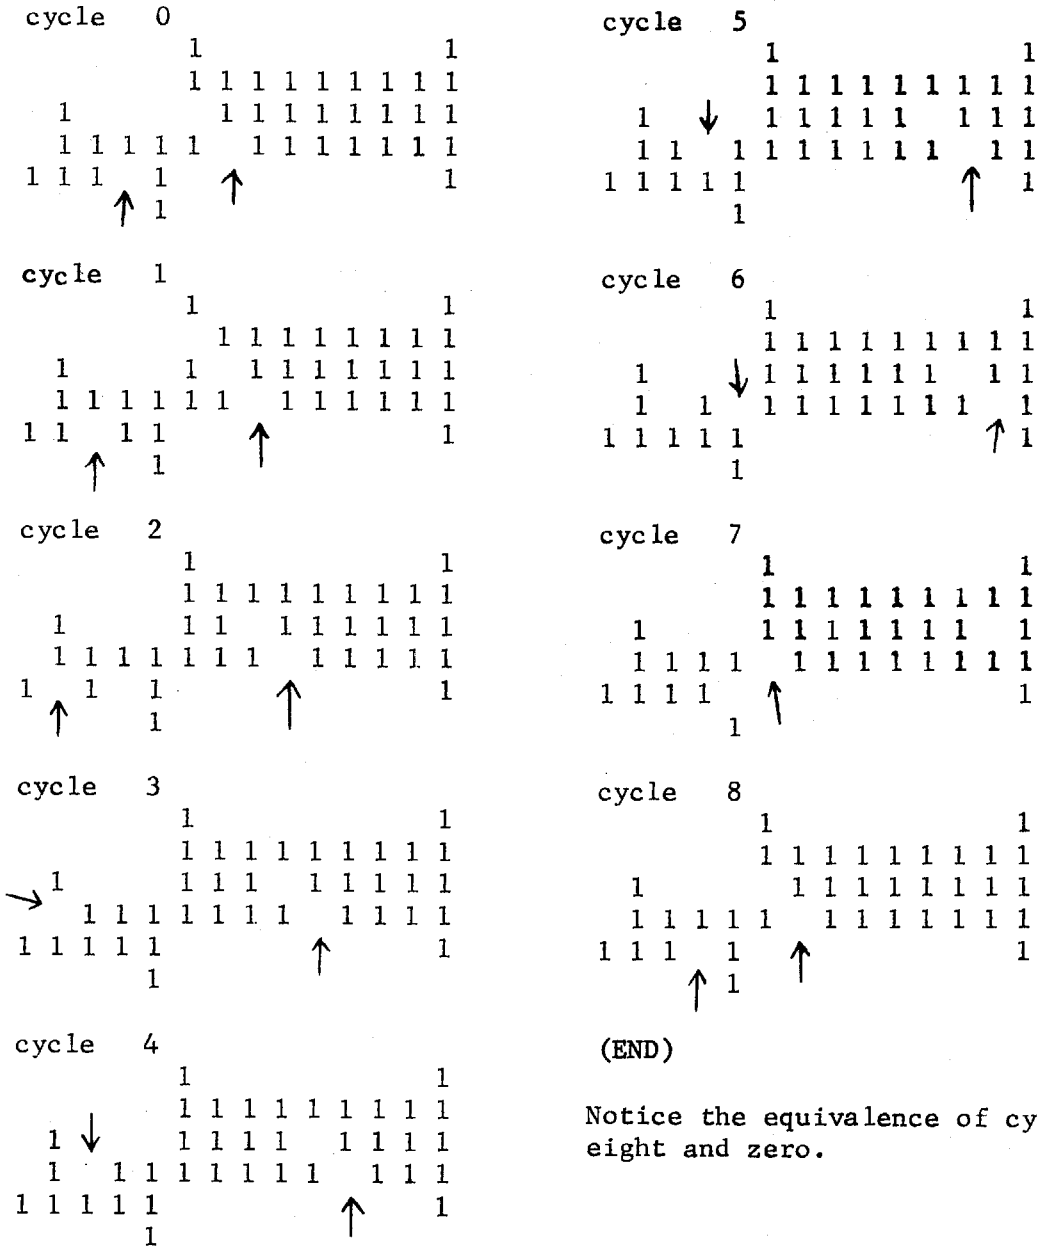 cycle 0
1 1
1 1 1 1 1 1 1 1 1
1 1 1 1 1 1 1 1 1
1 1 1 1 1 1 1 1 1 1 1 1
1 1 1 1 1
1
cycle 1
1 1
1 1 1 1 1 1 1 1
1 1 1 1 1 1 1 1 1
1 1 1 1 1 1 1 1 1 1 1 1
1 1 1 1 1
1
cycle 2
1 1
1 1 1 1 1 1 1 1 1
1 1 1 1 1 1 1 1 1
1 1 1 1 1 1 1 1 1 1 1 1
1 1 1 1
1
cycle 3
1 1
1 1 1 1 1 1 1 1 1
1 1 1 1 1 1 1 1 1
1 1 1 1 1 1 1 1 1 1 1
1 1 1 1 1 1
1
cycle 4
1 1
1 1 1 1 1 1 1 1 1
1 1 1 1 1 1 1 1 1
1 1 1 1 1 1 1 1 1 1 1
1 1 1 1 1 1
1
cycle 5
1 1
1 1 1 1 1 1 1 1 1
1 1 1 1 1 1 1 1 1
1 1 1 1 1 1 1 1 1 1 1
1 1 1 1 1 1
1
cycle 6
1 1
1 1 1 1 1 1 1 1 1
1 1 1 1 1 1 1 1 1
1 1 1 1 1 1 1 1 1 1
1 1 1 1 1 1
1
cycle 7
1 1
1 1 1 1 1 1 1 1 1
1 1 1 1 1 1 1 1 1
1 1 1 1 1 1 1 1 1 1 1 1
1 1 1 1 1
1
cycle 8
1 1
1 1 1 1 1 1 1 1 1
1 1 1 1 1 1 1 1 1
1 1 1 1 1 1 1 1 1 1 1 1
1 1 1 1 1
1
(END)
Notice the equivalence of cy
eight and zero.